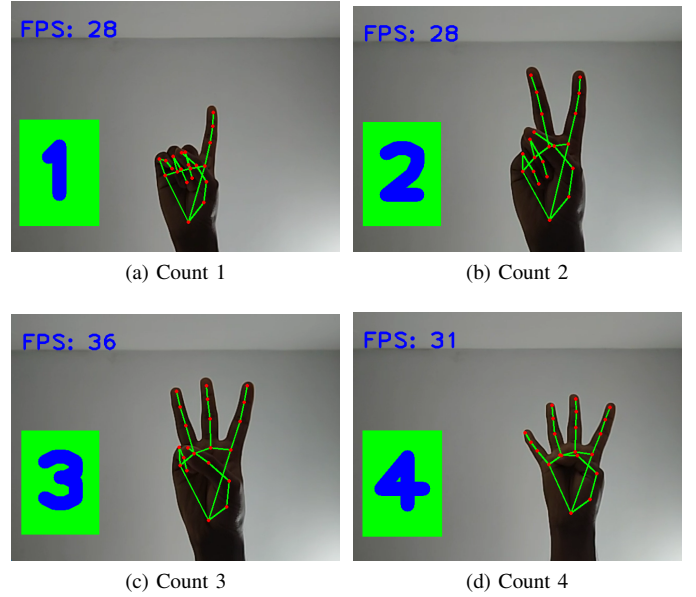 FPS: 28
1
(a) Count 1
FPS: 28
2
(b) Count 2
FPS: 36
3
(c) Count 3
FPS: 31
4
(d) Count 4